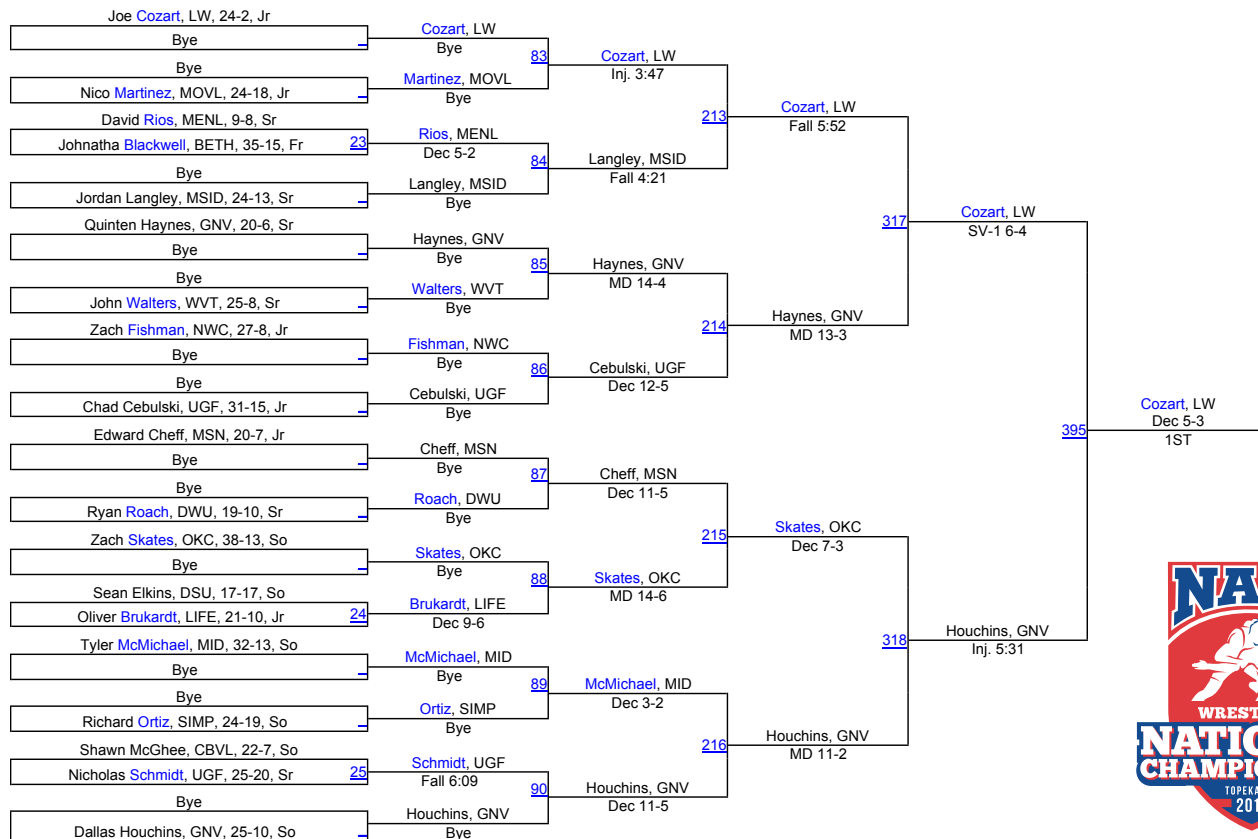 Joe Cozart, LW, 24-2, Jr
Bye
Bye
Nico Martinez, MOVL, 24-18, Jr
David Rios, MENL, 9-8, Sr
Johnatha Blackwell, BETH, 35-15, Fr
23
Bye
Jordan Langley, MSID, 24-13, Sr
Quinten Haynes, GNV, 20-6, Sr
Bye
Bye
John Walters, WVT, 25-8, Sr
Zach Fishman, NWC, 27-8, Jr
Bye
Bye
Chad Cebulski, UGF, 31-15, Jr
Edward Cheff, MSN, 20-7, Jr
Bye
Bye
Ryan Roach, DWU, 19-10, Sr
Zach Skates, OKC, 38-13, So
Bye
Sean Elkins, DSU, 17-17, So
Oliver Brukardt, LIFE, 21-10, Jr
24
Tyler McMichael, MID, 32-13, So
Bye
Bye
Richard Ortiz, SIMP, 24-19, So
Shawn McGhee, CBVL, 22-7, So
Nicholas Schmidt, UGF, 25-20, Sr
25
Bye
Dallas Houchins, GNV, 25-10, So
Cozart, LW
Bye
83
Martinez, MOVL
Bye
Rios, MENL
Dec 5-2
84
Langley, MSID
Bye
Haynes, GNV
Bye
85
Walters, WVT
Bye
Fishman, NWC
Bye
86
Cebulski, UGF
Bye
Cheff, MSN
Bye
87
Roach, DWU
Bye
Skates, OKC
Bye
88
Brukardt, LIFE
Dec 9-6
McMichael, MID
Bye
89
Ortiz, SIMP
Bye
Schmidt, UGF
Fall 6:09
90
Houchins, GNV
Bye
Cozart, LW
Inj. 3:47
213
Langley, MSID
Fall 4:21
Haynes, GNV
MD 14-4
214
Cebulski, UGF
Dec 12-5
Cheff, MSN
Dec 11-5
215
Skates, OKC
MD 14-6
McMichael, MID
Dec 3-2
216
Houchins, GNV
Dec 11-5
Cozart, LW
Fall 5:52
317
Haynes, GNV
MD 13-3
Skates, OKC
Dec 7-3
318
Houchins, GNV
MD 11-2
Cozart, LW
SV-1 6-4
395
Houchins, GNV
Inj. 5:31
Cozart, LW
Dec 5-3
1ST